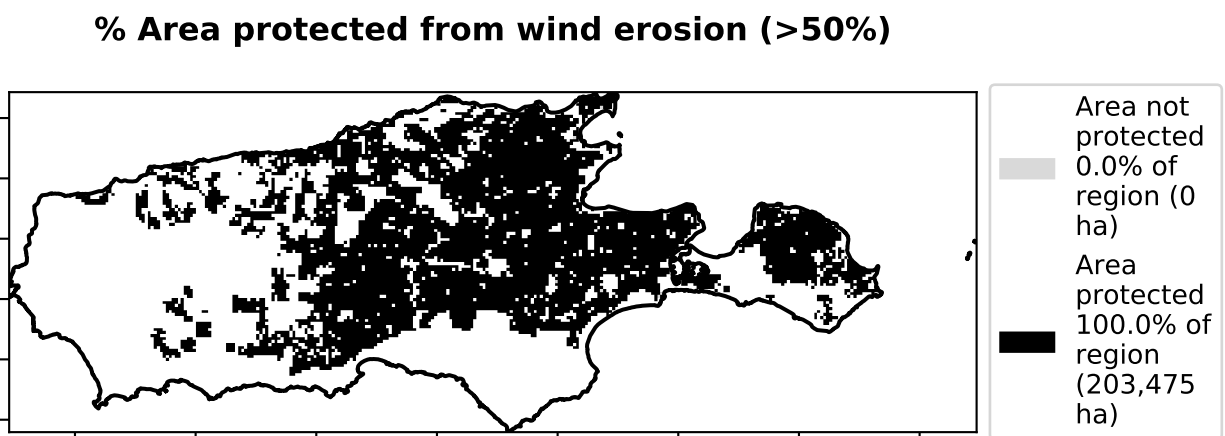 % Area protected from wind erosion (>50%)
Area not
protected
0.0% of
region (0
ha)
Area
protected
100.0% of
region
(203,475
ha)